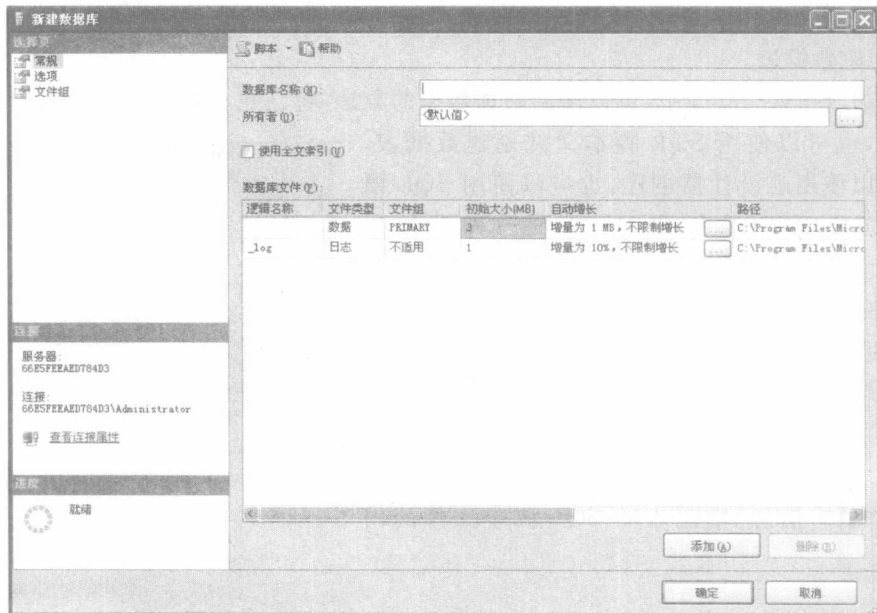 新建数据库
选择页
常规
选项
文件组
脚本 帮助
数据库名称(N):
所有者(O): <默认值> ...
使用全文索引(U)
数据库文件(F):
逻辑名称 文件类型 文件组 初始大小(MB) 自动增长 路径
数据 PRIMARY 3 增量为 1 MB，不限制增长 ... C:\Program Files\Micro
_log 日志 不适用 1 增量为 10%，不限制增长 ... C:\Program Files\Micro
连接
服务器:
66E5FEEAED784D3
连接:
66E5FEEAED784D3\Administrator
查看连接属性
进度
就绪
添加(A) 删除(R)
确定 取消